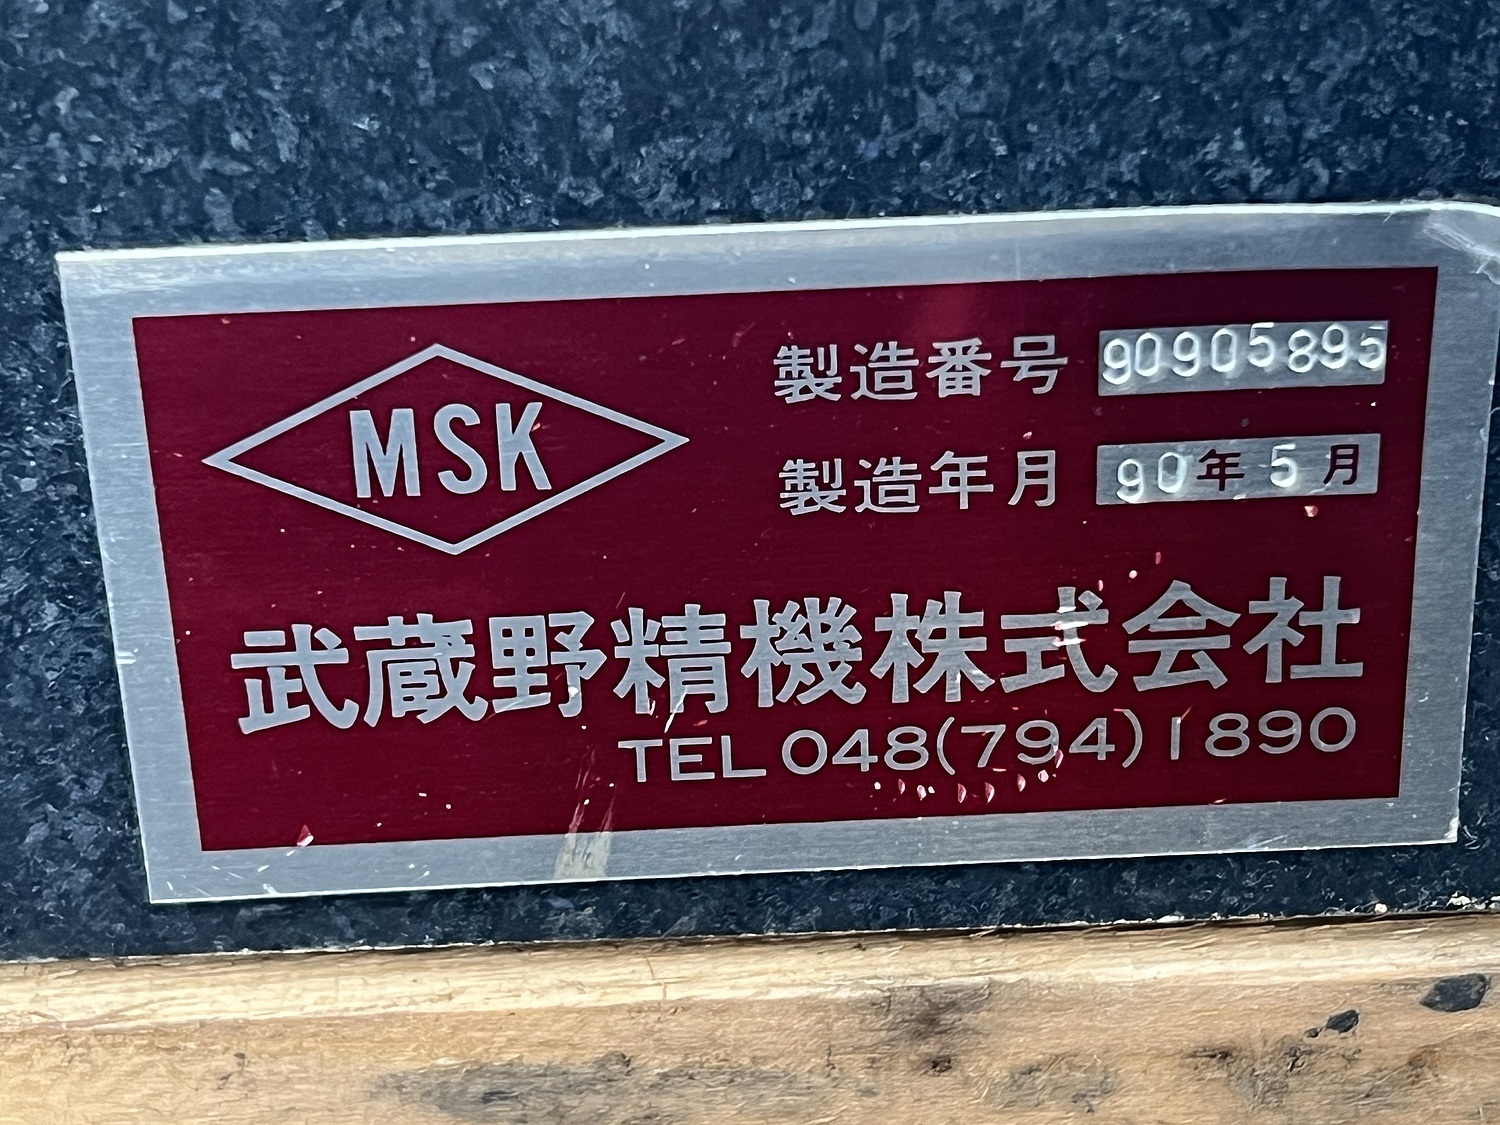 MSK
製造番号 90905895
製造年月 90年5月
武蔵野精機株式会社
TEL 048(794)1890